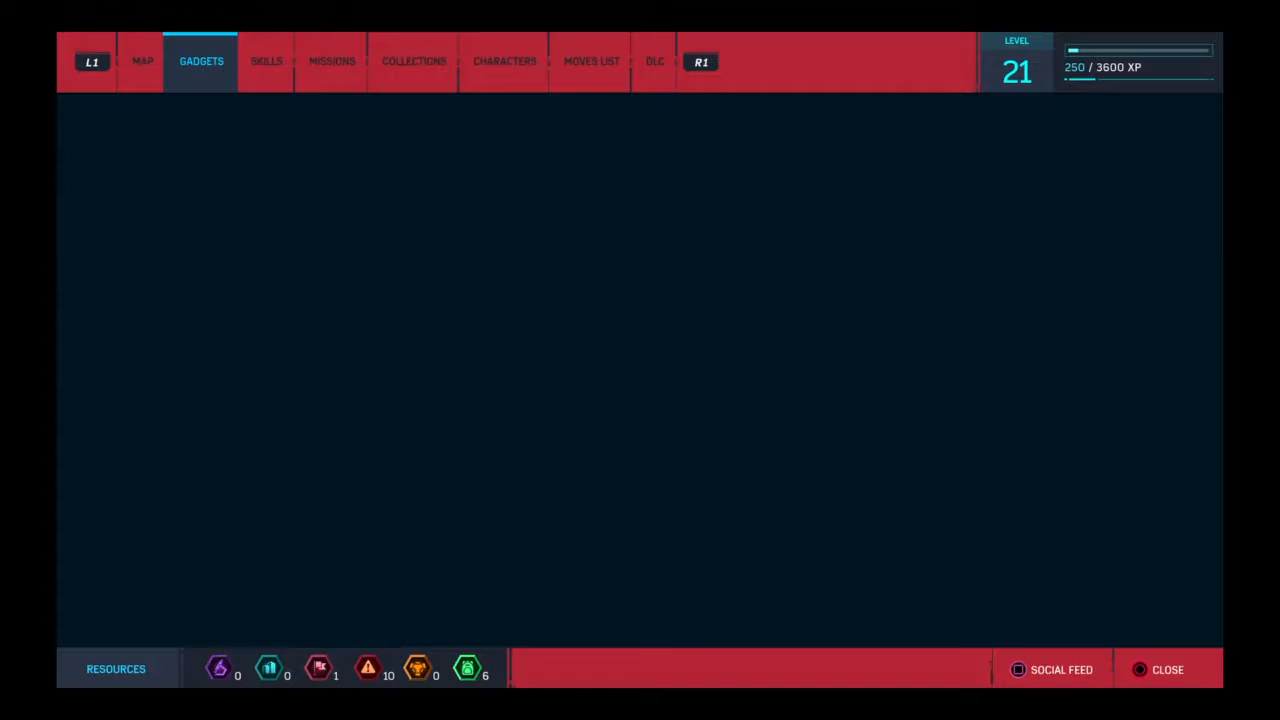 L1 MAP GADGETS SKILLS MISSIONS COLLECTIONS CHARACTERS MOVES LIST DLC R1
LEVEL
21
250 / 3600 XP
RESOURCES 0 0 1 10 0 6 SOCIAL FEED CLOSE